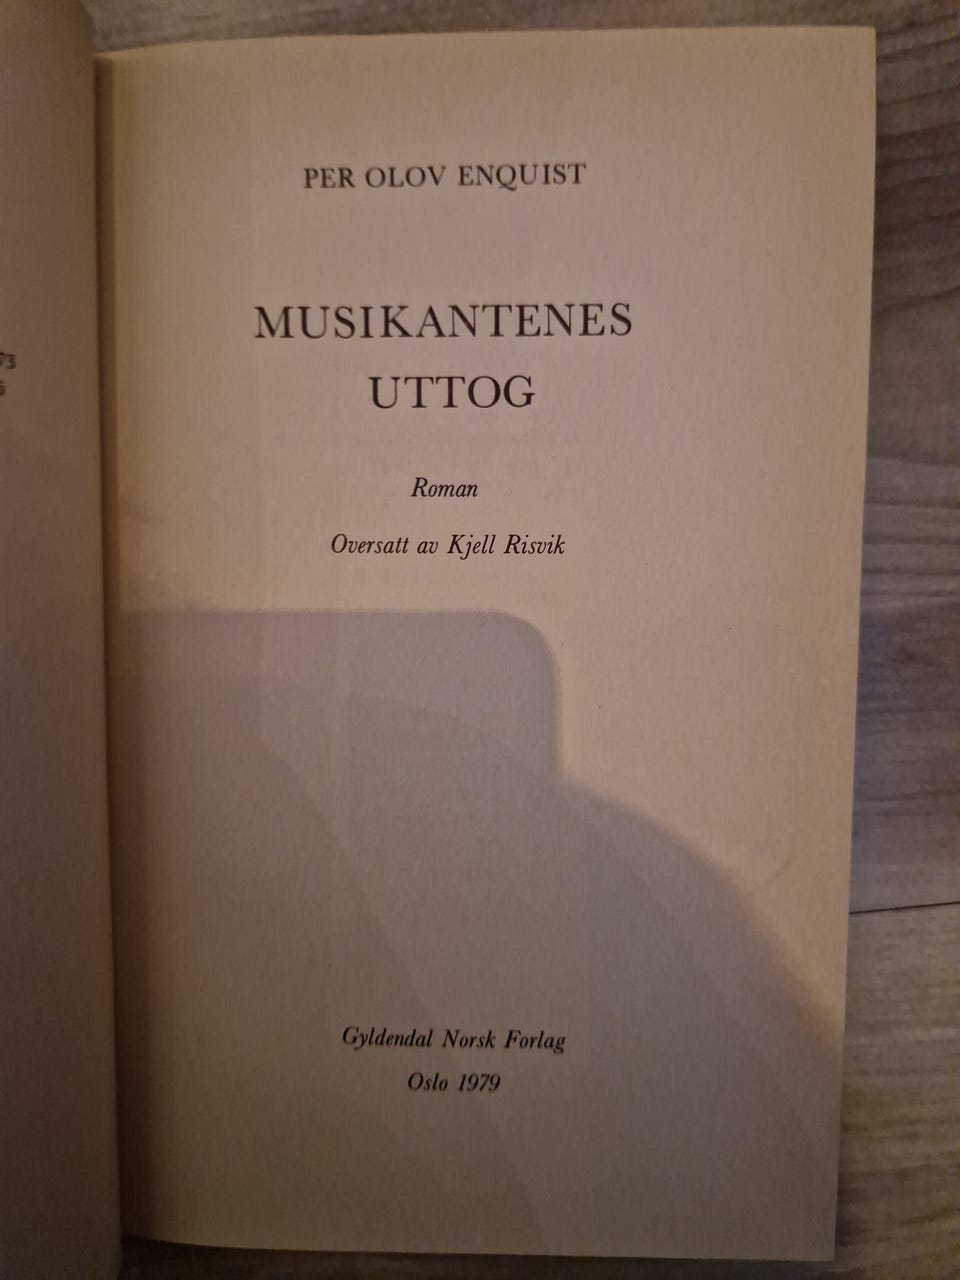 PER OLOV ENQUIST
MUSIKANTENES
UTTOG
Roman
Oversatt av Kjell Risvik
Gyldendal Norsk Forlag
Oslo 1979